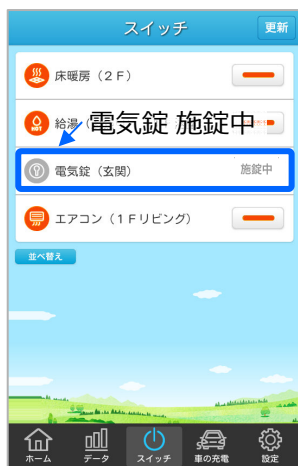 スイッチ
更新
床暖房（２Ｆ）
給湯（
電気錠 施錠中
電気錠（玄関）
施錠中
エアコン（１Ｆリビング）
並べ替え
ホーム
データ
スイッチ
車の充電
設定